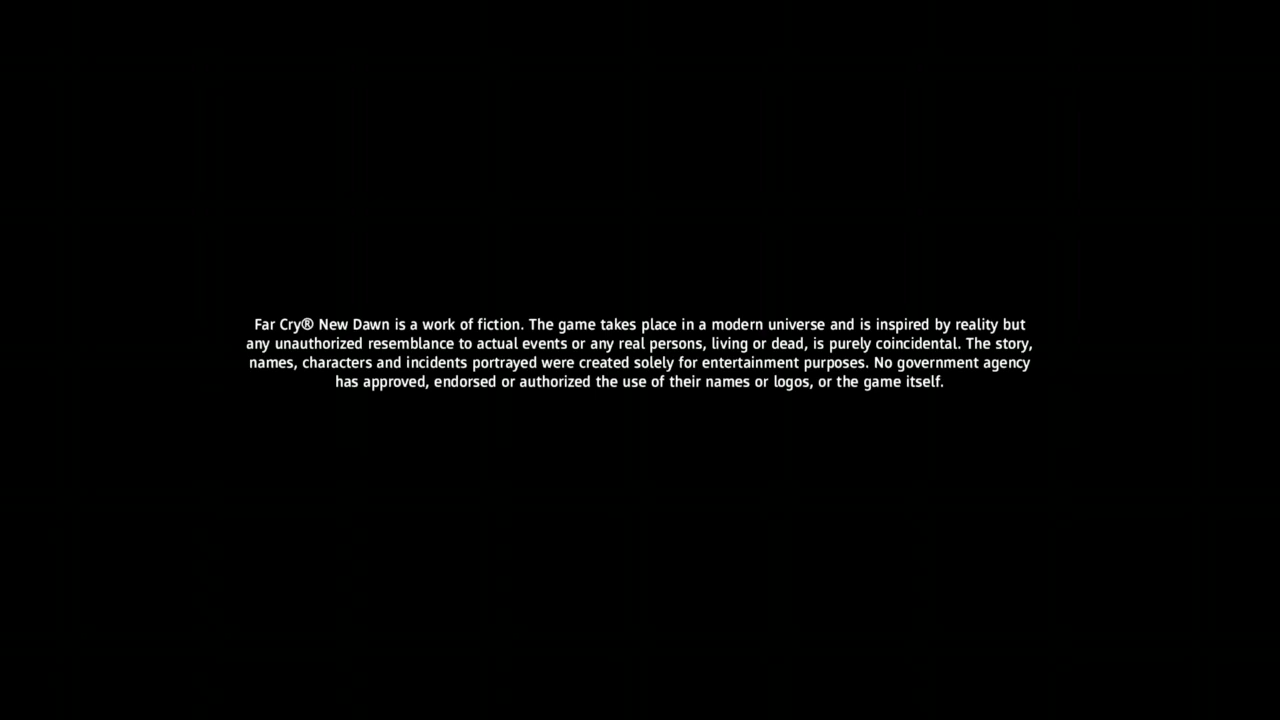 Far Cry® New Dawn is a work of fiction. The game takes place in a modern universe and is inspired by reality but
any unauthorized resemblance to actual events or any real persons, living or dead, is purely coincidental. The story,
names, characters and incidents portrayed were created solely for entertainment purposes. No government agency
has approved, endorsed or authorized the use of their names or logos, or the game itself.